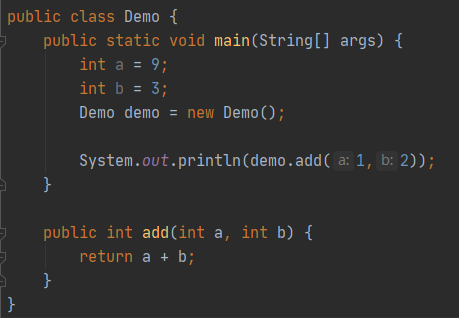 public class Demo {
    public static void main(String[] args) {
        int a = 9;
        int b = 3;
        Demo demo = new Demo();

        System.out.println(demo.add( a: 1, b: 2));
    }

    public int add(int a, int b) {
        return a + b;
    }
}